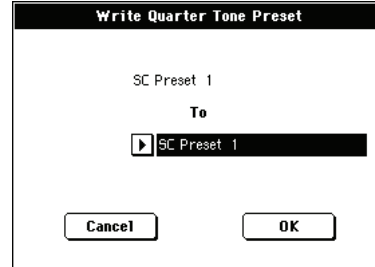 Write Quarter Tone Preset
SC Preset 1
To
SC Preset 1
Cancel OK